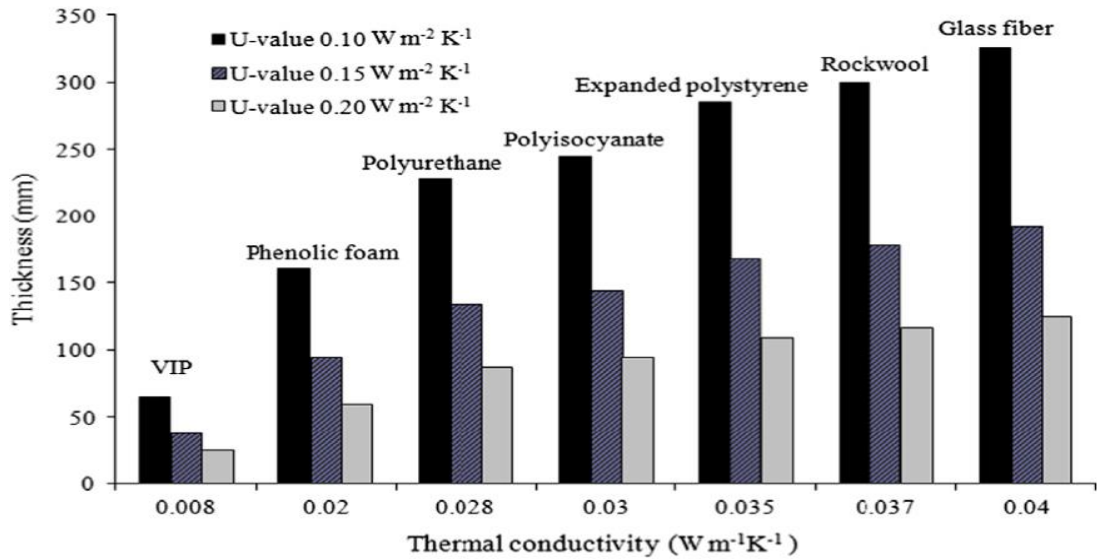 350
300
250
200
150
100
50
0
Thickness (mm)
U-value 0.10 W m⁻² K⁻¹
U-value 0.15 W m⁻² K⁻¹
U-value 0.20 W m⁻² K⁻¹
VIP
Phenolic foam
Polyurethane
Polyisocyanate
Expanded polystyrene
Rockwool
Glass fiber
0.008 0.02 0.028 0.03 0.035 0.037 0.04
Thermal conductivity (W m⁻¹K⁻¹)